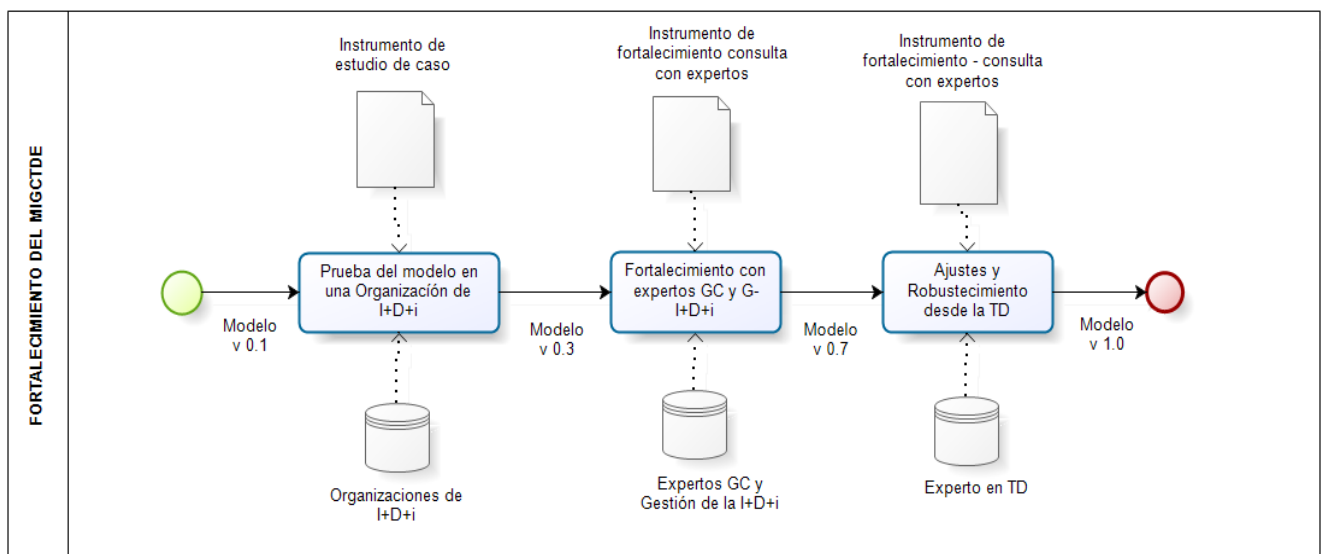 FORTALECIMIENTO DEL MIGCTDE
Instrumento de
estudio de caso
Instrumento de
fortalecimiento consulta
con expertos
Instrumento de
fortalecimiento - consulta
con expertos
Prueba del modelo en
una Organización de
I+D+i
Fortalecimiento con
expertos GC y G-
I+D+i
Ajustes y
Robustecimiento
desde la TD
Modelo
v 0.1
Modelo
v 0.3
Modelo
v 0.7
Modelo
v 1.0
Organizaciones de
I+D+i
Expertos GC y
Gestión de la I+D+i
Experto en TD